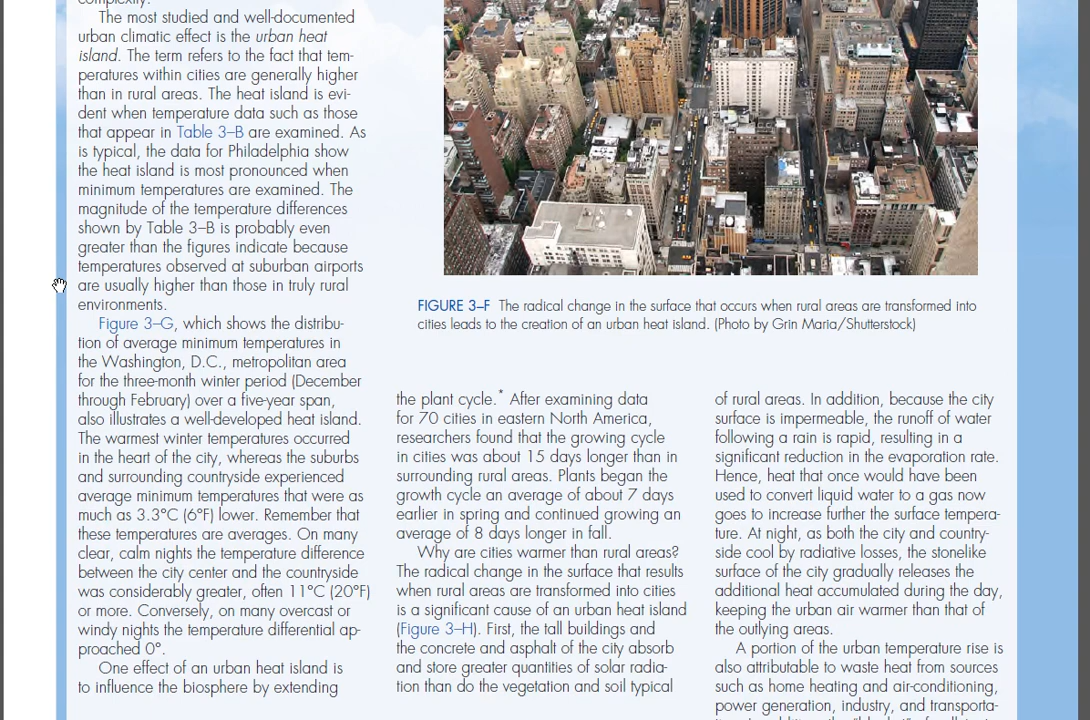 complexity.
The most studied and well-documented
urban climatic effect is the urban heat
island. The term refers to the fact that tem-
peratures within cities are generally higher
than in rural areas. The heat island is evi-
dent when temperature data such as those
that appear in Table 3–B are examined. As
is typical, the data for Philadelphia show
the heat island is most pronounced when
minimum temperatures are examined. The
magnitude of the temperature differences
shown by Table 3–B is probably even
greater than the figures indicate because
temperatures observed at suburban airports
are usually higher than those in truly rural
environments.
Figure 3–G, which shows the distribu-
tion of average minimum temperatures in
the Washington, D.C., metropolitan area
for the three-month winter period (December
through February) over a five-year span,
also illustrates a well-developed heat island.
The warmest winter temperatures occurred
in the heart of the city, whereas the suburbs
and surrounding countryside experienced
average minimum temperatures that were as
much as 3.3°C (6°F) lower. Remember that
these temperatures are averages. On many
clear, calm nights the temperature difference
between the city center and the countryside
was considerably greater, often 11°C (20°F)
or more. Conversely, on many overcast or
windy nights the temperature differential ap-
proached 0°.
One effect of an urban heat island is
to influence the biosphere by extending
FIGURE 3–F The radical change in the surface that occurs when rural areas are transformed into
cities leads to the creation of an urban heat island. (Photo by Grin Maria/Shutterstock)
the plant cycle.* After examining data
for 70 cities in eastern North America,
researchers found that the growing cycle
in cities was about 15 days longer than in
surrounding rural areas. Plants began the
growth cycle an average of about 7 days
earlier in spring and continued growing an
average of 8 days longer in fall.
Why are cities warmer than rural areas?
The radical change in the surface that results
when rural areas are transformed into cities
is a significant cause of an urban heat island
(Figure 3–H). First, the tall buildings and
the concrete and asphalt of the city absorb
and store greater quantities of solar radia-
tion than do the vegetation and soil typical
of rural areas. In addition, because the city
surface is impermeable, the runoff of water
following a rain is rapid, resulting in a
significant reduction in the evaporation rate.
Hence, heat that once would have been
used to convert liquid water to a gas now
goes to increase further the surface tempera-
ture. At night, as both the city and country-
side cool by radiative losses, the stonelike
surface of the city gradually releases the
additional heat accumulated during the day,
keeping the urban air warmer than that of
the outlying areas.
A portion of the urban temperature rise is
also attributable to waste heat from sources
such as home heating and air-conditioning,
power generation, industry, and transporta-